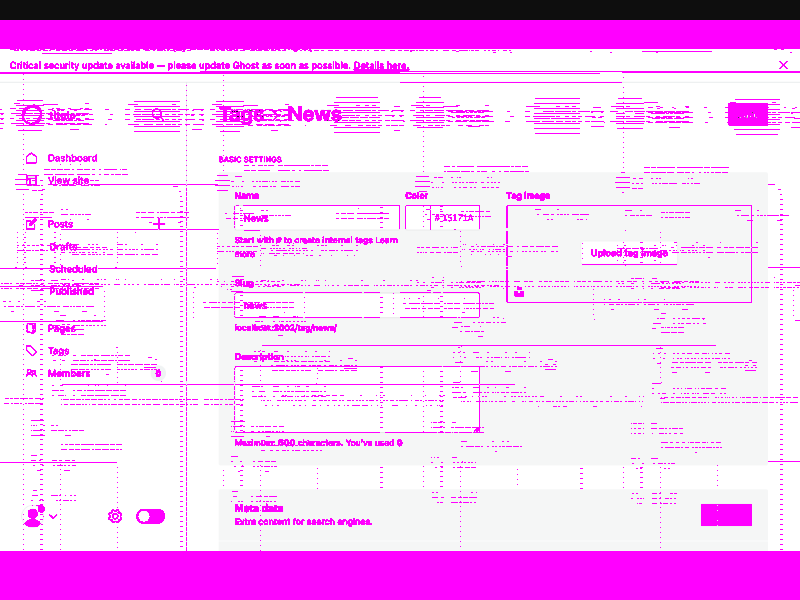 Critical security update available — please update Ghost as soon as possible. Details here.
Tags > News
Dashboard
View site
BASIC SETTINGS
Name
Color
Tag image
Posts
News
Drafts
Start with # to create internal tags Learn
more
Upload tag image
Scheduled
Slug
Published
news
Pages
localhost:3002/tag/news/
Tags
Description
Members
Maximum: 500 characters. You've used 0
Meta data
Extra content for search engines.